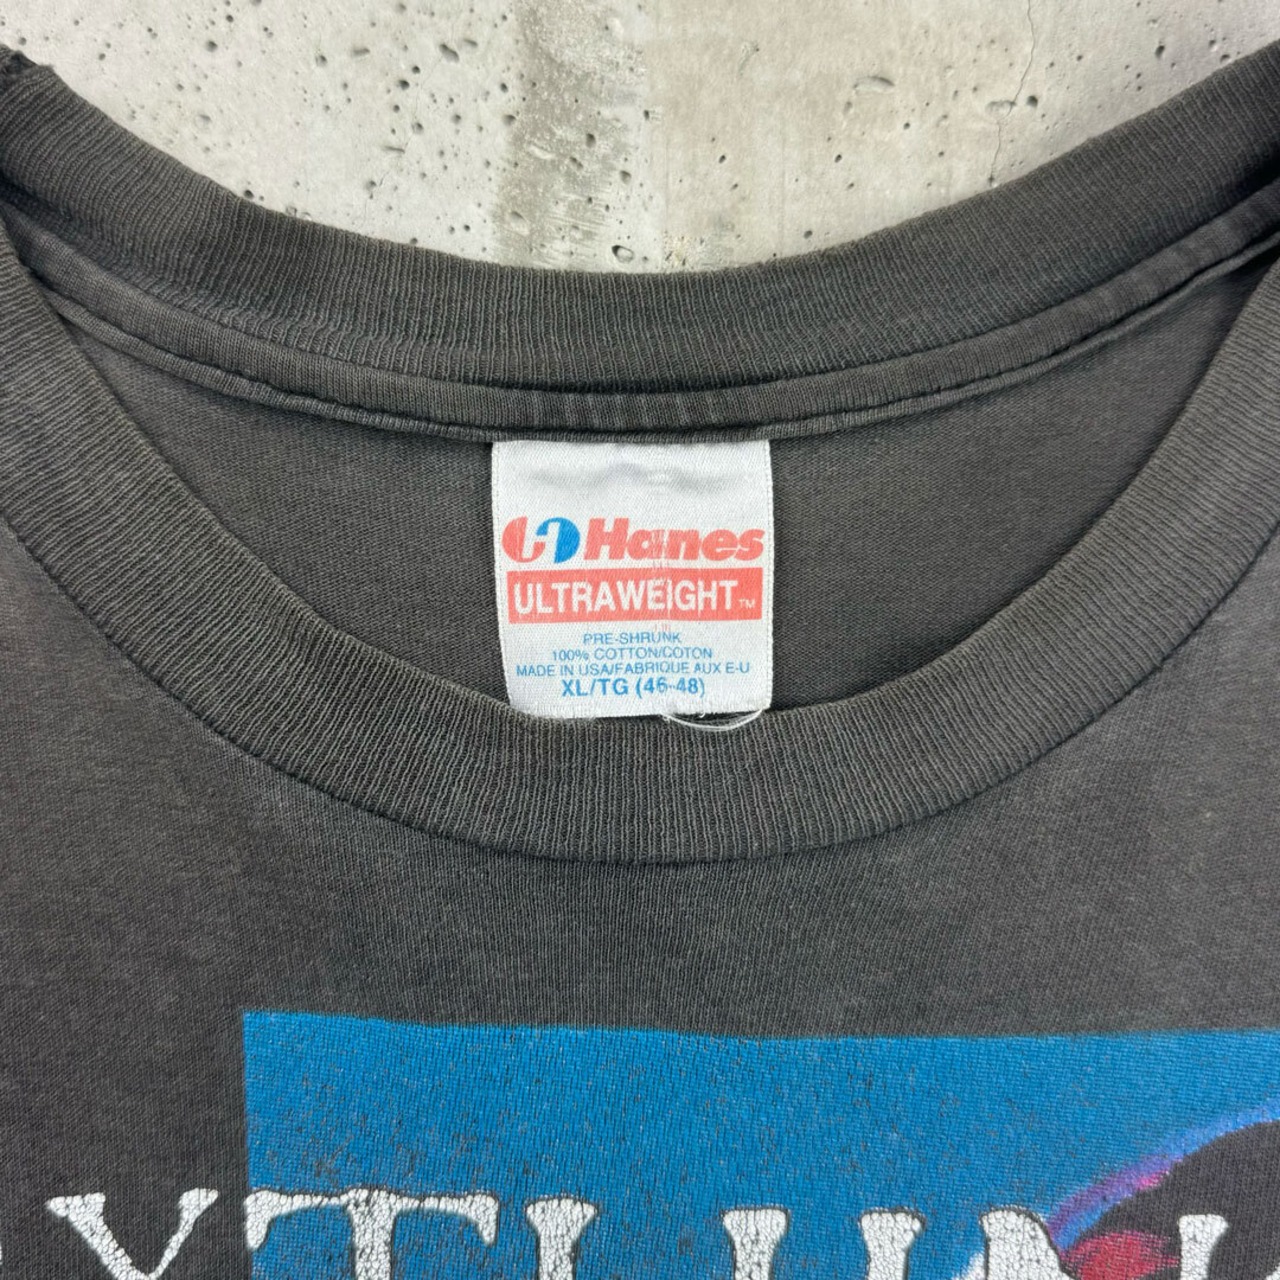 Hanes
ULTRAWEIGHT™
PRE-SHRUNK
100% COTTON/COTON
MADE IN USA/FABRIQUE AUX E-U
XL/TG (46-48)